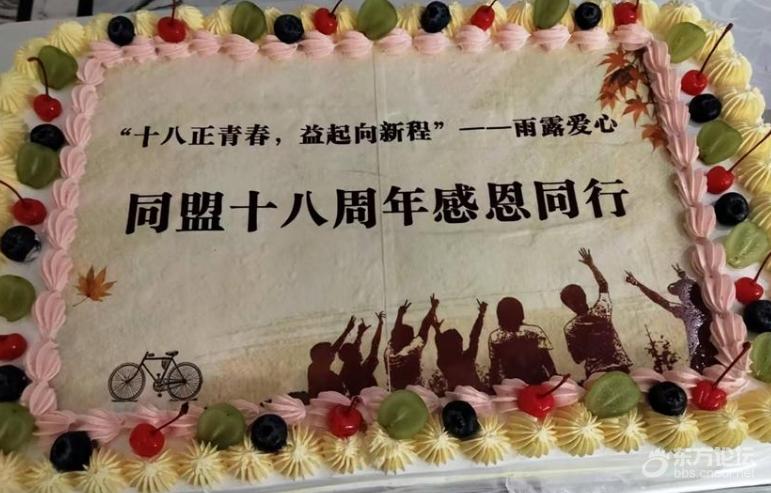 “十八正青春，益起向新程”——雨露爱心
同盟十八周年感恩同行
东方论坛
bbs.cnool.net